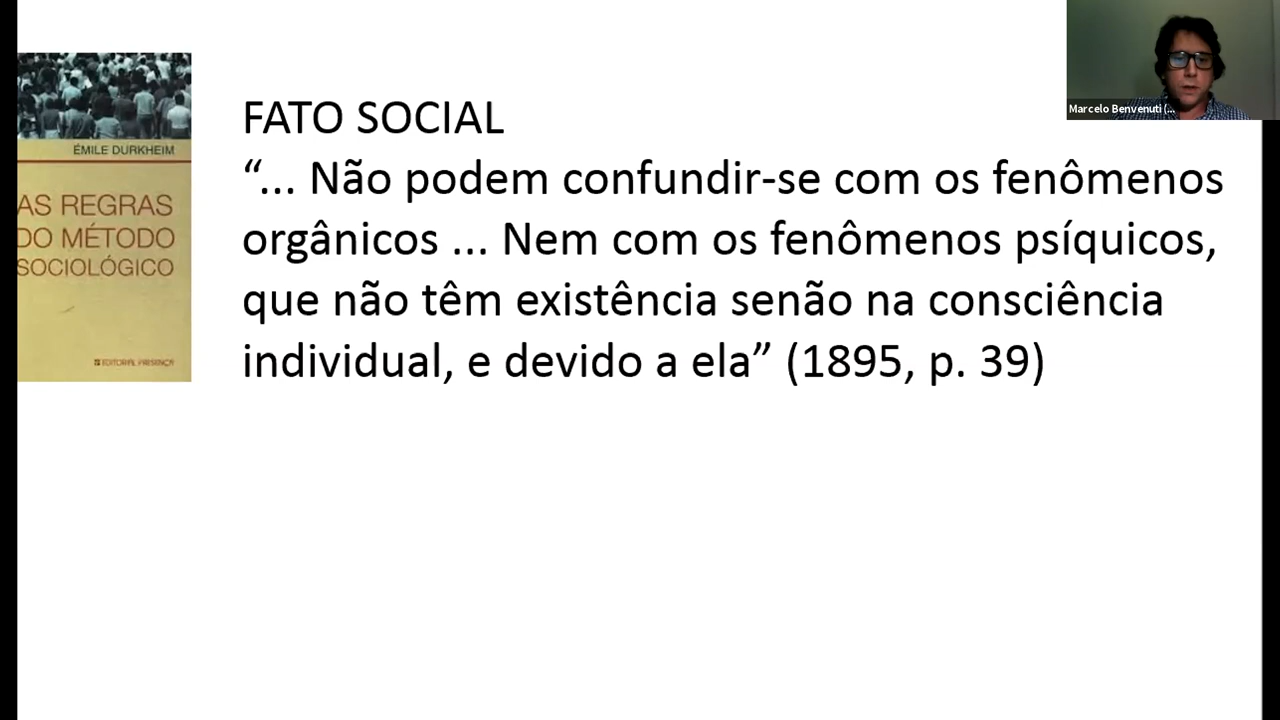 Marcelo Benvenuti (...
ÉMILE DURKHEIM
AS REGRAS
DO MÉTODO
SOCIOLÓGICO
EDITORIAL PRESENÇA
FATO SOCIAL
“... Não podem confundir-se com os fenômenos
orgânicos ... Nem com os fenômenos psíquicos,
que não têm existência senão na consciência
individual, e devido a ela” (1895, p. 39)